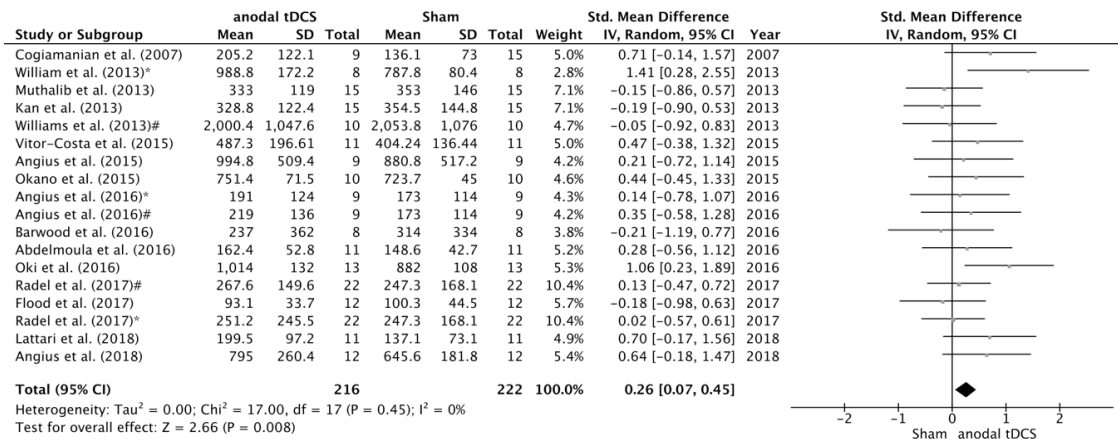 anodal tDCS Sham Std. Mean Difference Std. Mean Difference
Study or Subgroup Mean SD Total Mean SD Total Weight IV, Random, 95% CI Year IV, Random, 95% CI
Cogiamanian et al. (2007) 205.2 122.1 9 136.1 73 15 5.0% 0.71 [-0.14, 1.57] 2007
William et al. (2013)* 988.8 172.2 8 787.8 80.4 8 2.8% 1.41 [0.28, 2.55] 2013
Muthalib et al. (2013) 333 119 15 353 146 15 7.1% -0.15 [-0.86, 0.57] 2013
Kan et al. (2013) 328.8 122.4 15 354.5 144.8 15 7.1% -0.19 [-0.90, 0.53] 2013
Williams et al. (2013)# 2,000.4 1,047.6 10 2,053.8 1,076 10 4.7% -0.05 [-0.92, 0.83] 2013
Vitor-Costa et al. (2015) 487.3 196.61 11 404.24 136.44 11 5.0% 0.47 [-0.38, 1.32] 2015
Angius et al. (2015) 994.8 509.4 9 880.8 517.2 9 4.2% 0.21 [-0.72, 1.14] 2015
Okano et al. (2015) 751.4 71.5 10 723.7 45 10 4.6% 0.44 [-0.45, 1.33] 2015
Angius et al. (2016)* 191 124 9 173 114 9 4.3% 0.14 [-0.78, 1.07] 2016
Angius et al. (2016)# 219 136 9 173 114 9 4.2% 0.35 [-0.58, 1.28] 2016
Barwood et al. (2016) 237 362 8 314 334 8 3.8% -0.21 [-1.19, 0.77] 2016
Abdelmoula et al. (2016) 162.4 52.8 11 148.6 42.7 11 5.2% 0.28 [-0.56, 1.12] 2016
Oki et al. (2016) 1,014 132 13 882 108 13 5.3% 1.06 [0.23, 1.89] 2016
Radel et al. (2017)# 267.6 149.6 22 247.3 168.1 22 10.4% 0.13 [-0.47, 0.72] 2017
Flood et al. (2017) 93.1 33.7 12 100.3 44.5 12 5.7% -0.18 [-0.98, 0.63] 2017
Radel et al. (2017)* 251.2 245.5 22 247.3 168.1 22 10.4% 0.02 [-0.57, 0.61] 2017
Lattari et al. (2018) 199.5 97.2 11 137.1 73.1 11 4.9% 0.70 [-0.17, 1.56] 2018
Angius et al. (2018) 795 260.4 12 645.6 181.8 12 5.4% 0.64 [-0.18, 1.47] 2018
Total (95% CI) 216 222 100.0% 0.26 [0.07, 0.45]
Heterogeneity: Tau² = 0.00; Chi² = 17.00, df = 17 (P = 0.45); I² = 0%
Test for overall effect: Z = 2.66 (P = 0.008)
-2 -1 0 1 2
Sham anodal tDCS